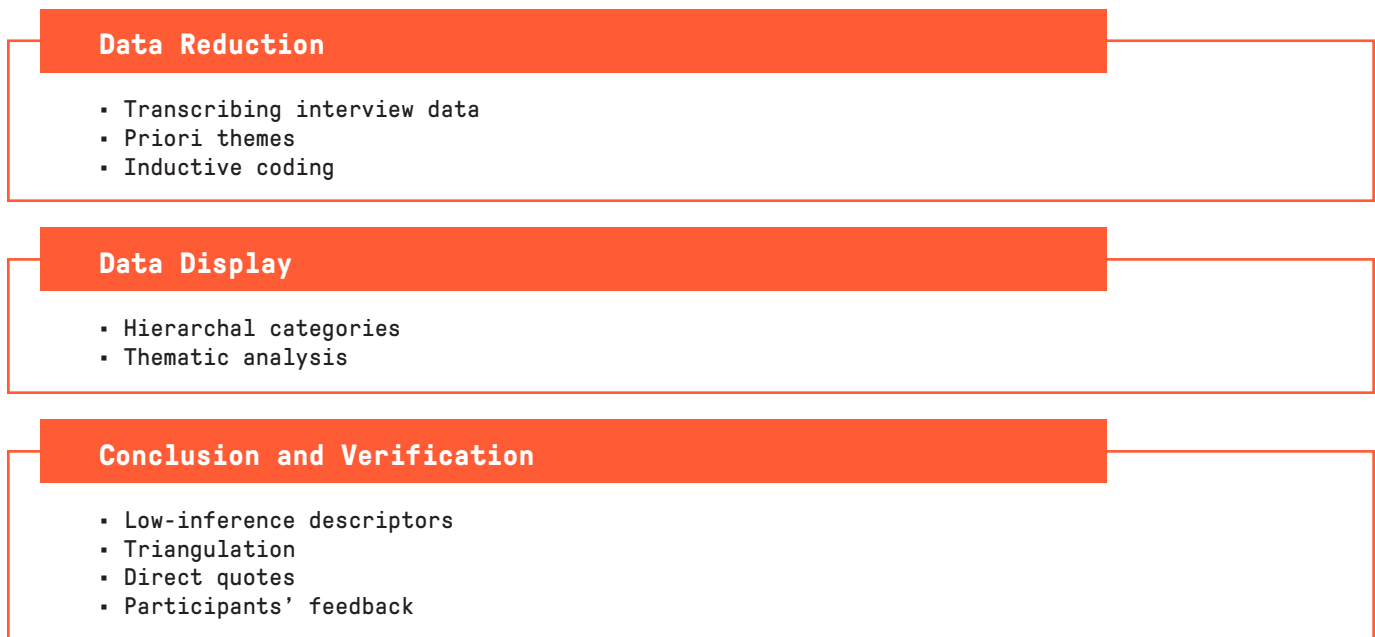 Data Reduction
▪ Transcribing interview data
▪ Priori themes
▪ Inductive coding
Data Display
▪ Hierarchal categories
▪ Thematic analysis
Conclusion and Verification
▪ Low-inference descriptors
▪ Triangulation
▪ Direct quotes
▪ Participants’ feedback